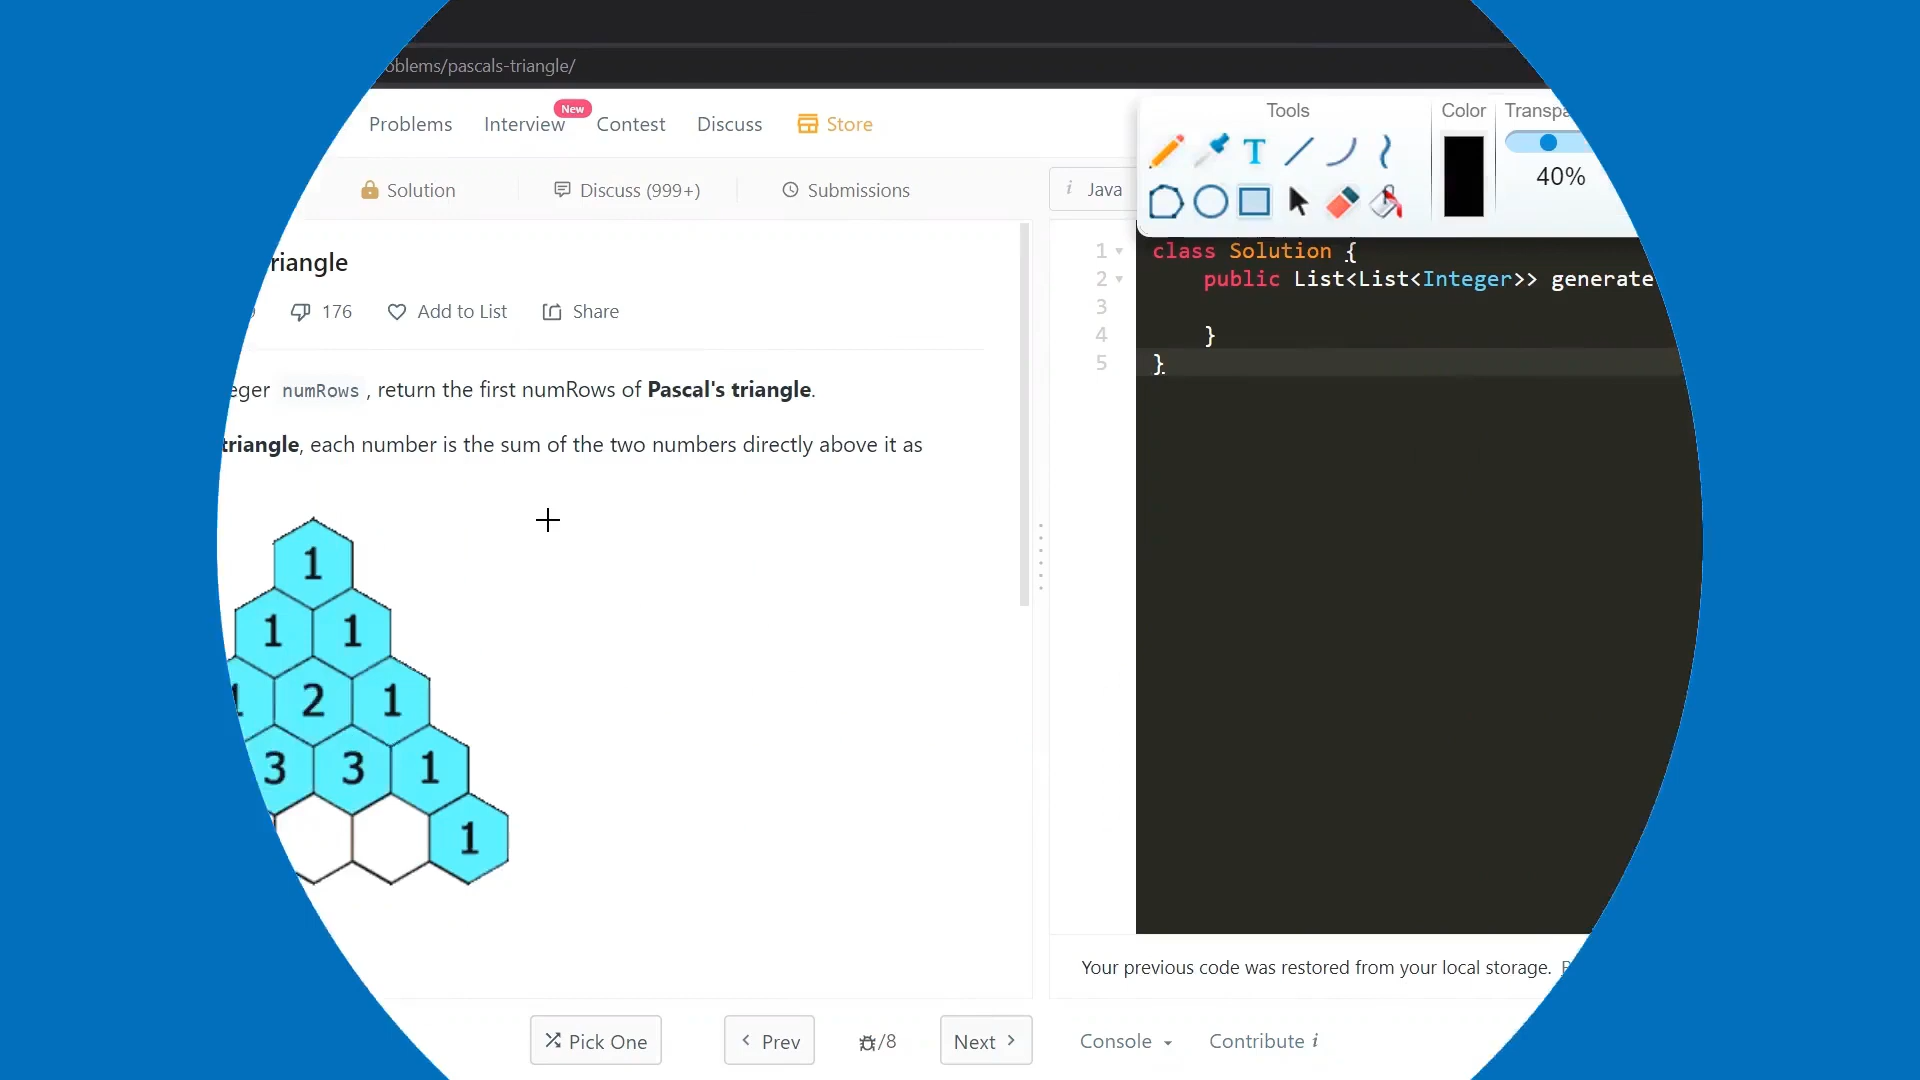 oblems/pascals-triangle/
Problems Interview New Contest Discuss Store
Tools Color
40%
Solution Discuss (999+) Submissions
i Java
riangle
176 Add to List Share
eger numRows , return the first numRows of Pascal's triangle.
triangle, each number is the sum of the two numbers directly above it as
1
1 1
1 2 1
3 3 1
1
1 class Solution {
2 public List<List<Integer>> generate
3
4 }
5 }
Your previous code was restored from your local storage.
Pick One Prev /8 Next Console Contribute i